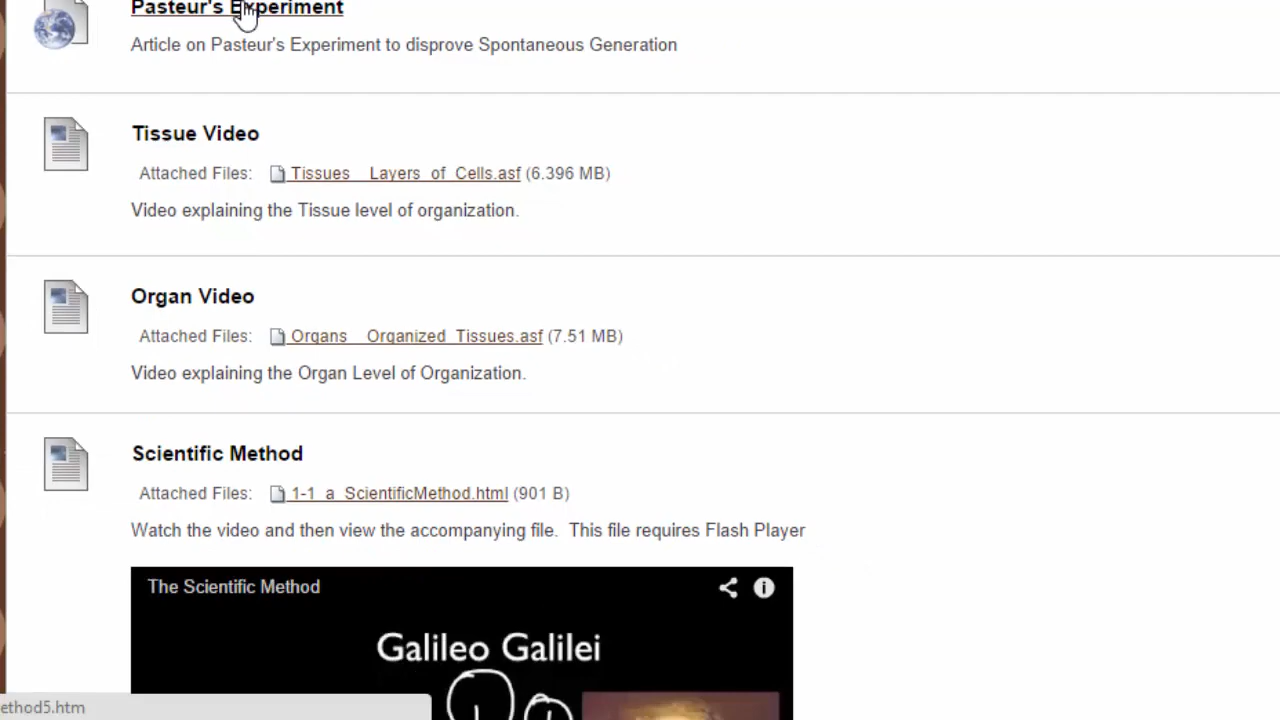 Pasteur's Experiment
Article on Pasteur's Experiment to disprove Spontaneous Generation
Tissue Video
Attached Files: Tissues__Layers_of_Cells.asf (6.396 MB)
Video explaining the Tissue level of organization.
Organ Video
Attached Files: Organs__Organized_Tissues.asf (7.51 MB)
Video explaining the Organ Level of Organization.
Scientific Method
Attached Files: 1-1_a_ScientificMethod.html (901 B)
Watch the video and then view the accompanying file. This file requires Flash Player
The Scientific Method
Galileo Galilei
ethod5.htm